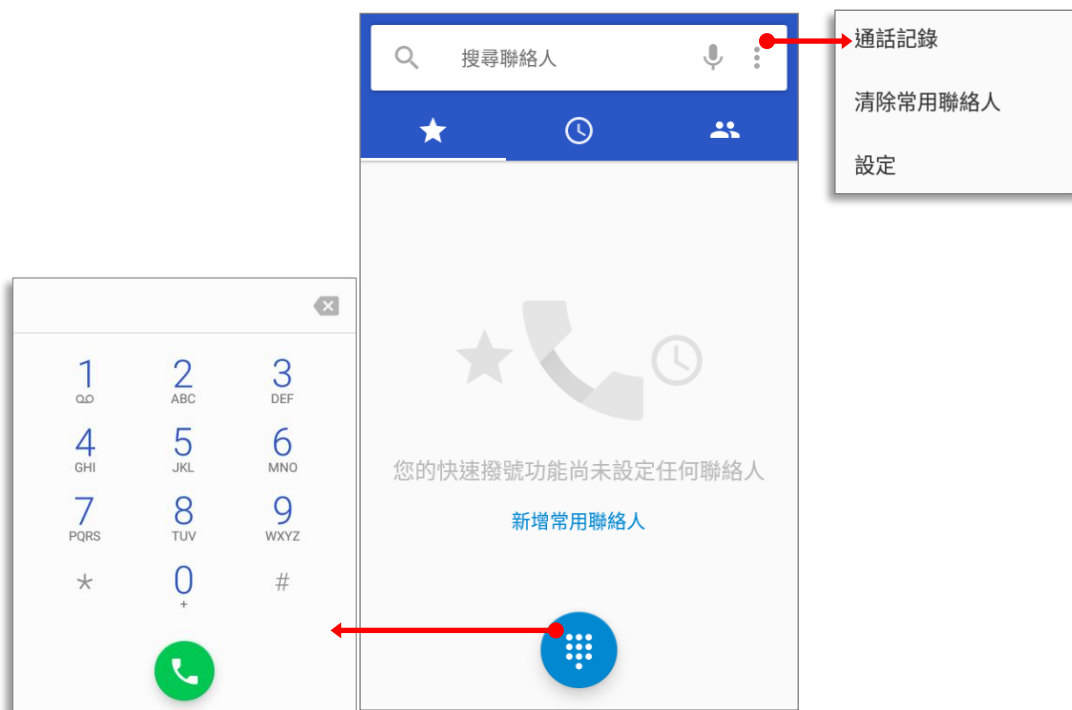 搜尋聯絡人
通話記錄
清除常用聯絡人
設定
您的快速撥號功能尚未設定任何聯絡人
新增常用聯絡人
1 2 3
ABC DEF
4 5 6
GHI JKL MNO
7 8 9
PQRS TUV WXYZ
* 0 #
+